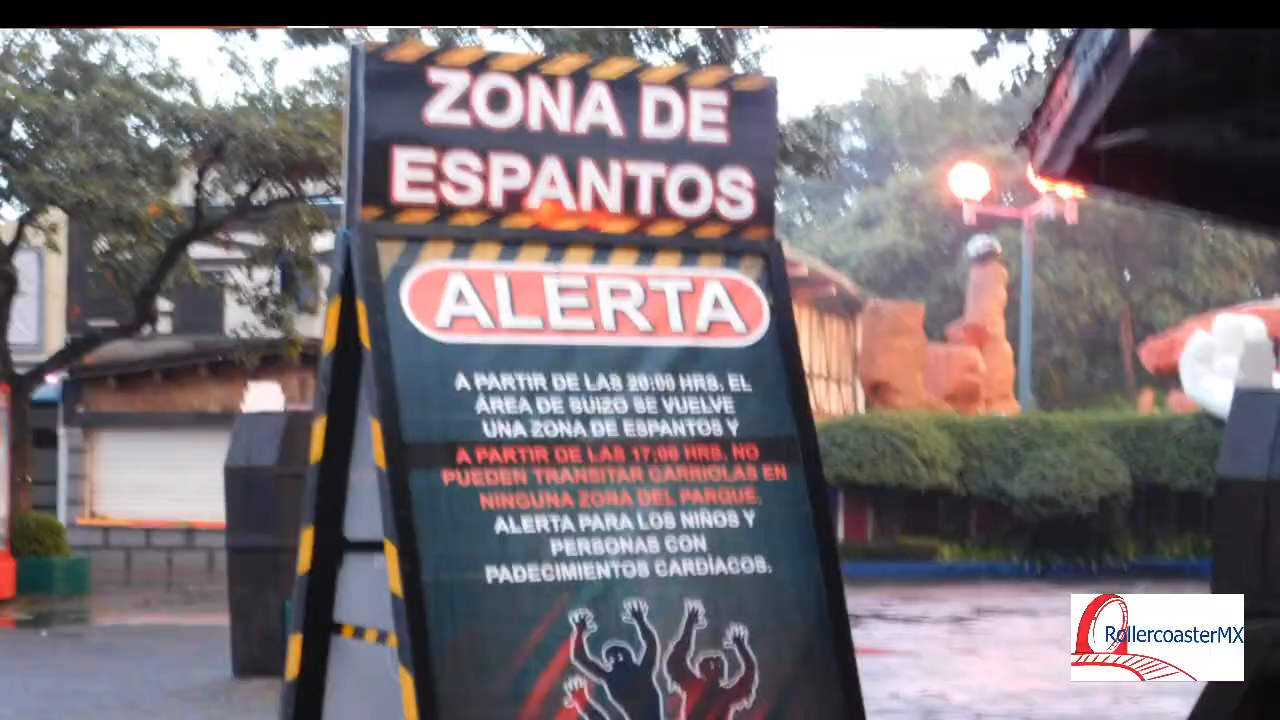 ZONA DE
ESPANTOS
ALERTA
A PARTIR DE LAS 20:00 HRS. EL
ÁREA DE SUIZO SE VUELVE
UNA ZONA DE ESPANTOS Y
A PARTIR DE LAS 17:00 HRS. NO
PUEDEN TRANSITAR CARRIOLAS EN
NINGUNA ZONA DEL PARQUE.
ALERTA PARA LOS NIÑOS Y
PERSONAS CON
PADECIMIENTOS CARDÍACOS.
RollercoasterMX